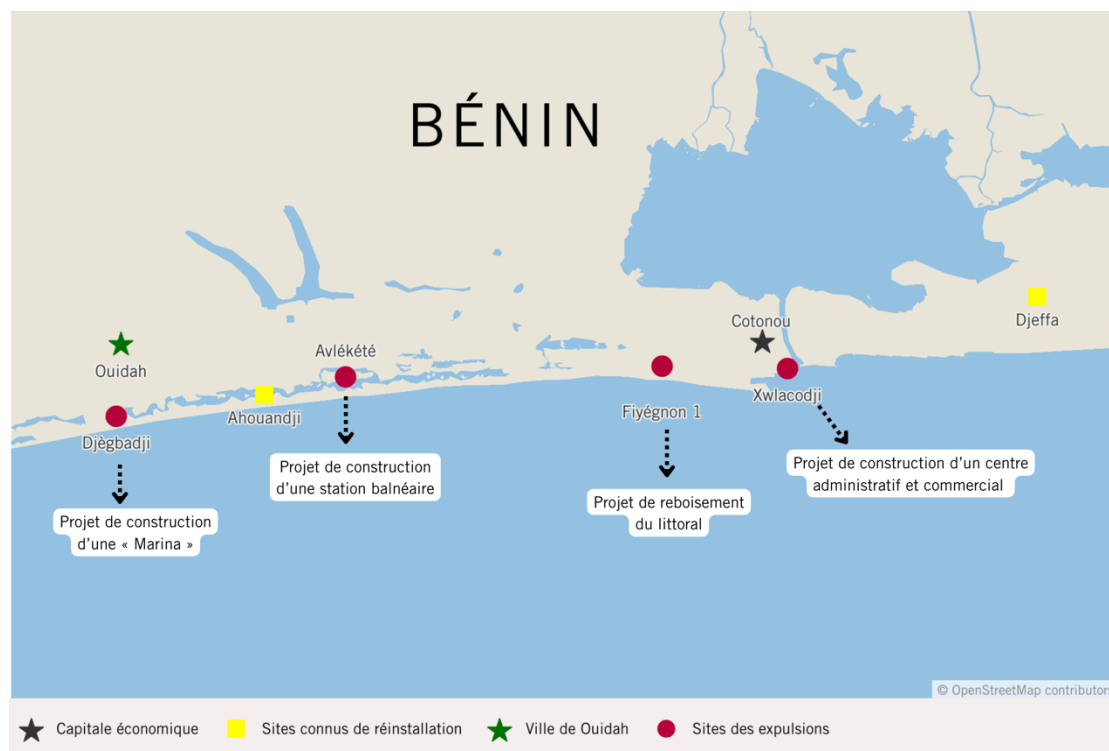 BÉNIN
Djeffa
Cotonou
Ouidah
Avlékété
Ahouandji
Fiyégnon 1
Xwlacodji
Djègbadji
Projet de construction
d'une station balnéaire
Projet de construction d'un centre
administratif et commercial
Projet de reboisement
du littoral
Projet de construction
d'une « Marina »
© OpenStreetMap contributors
Capitale économique
Sites connus de réinstallation
Ville de Ouidah
Sites des expulsions